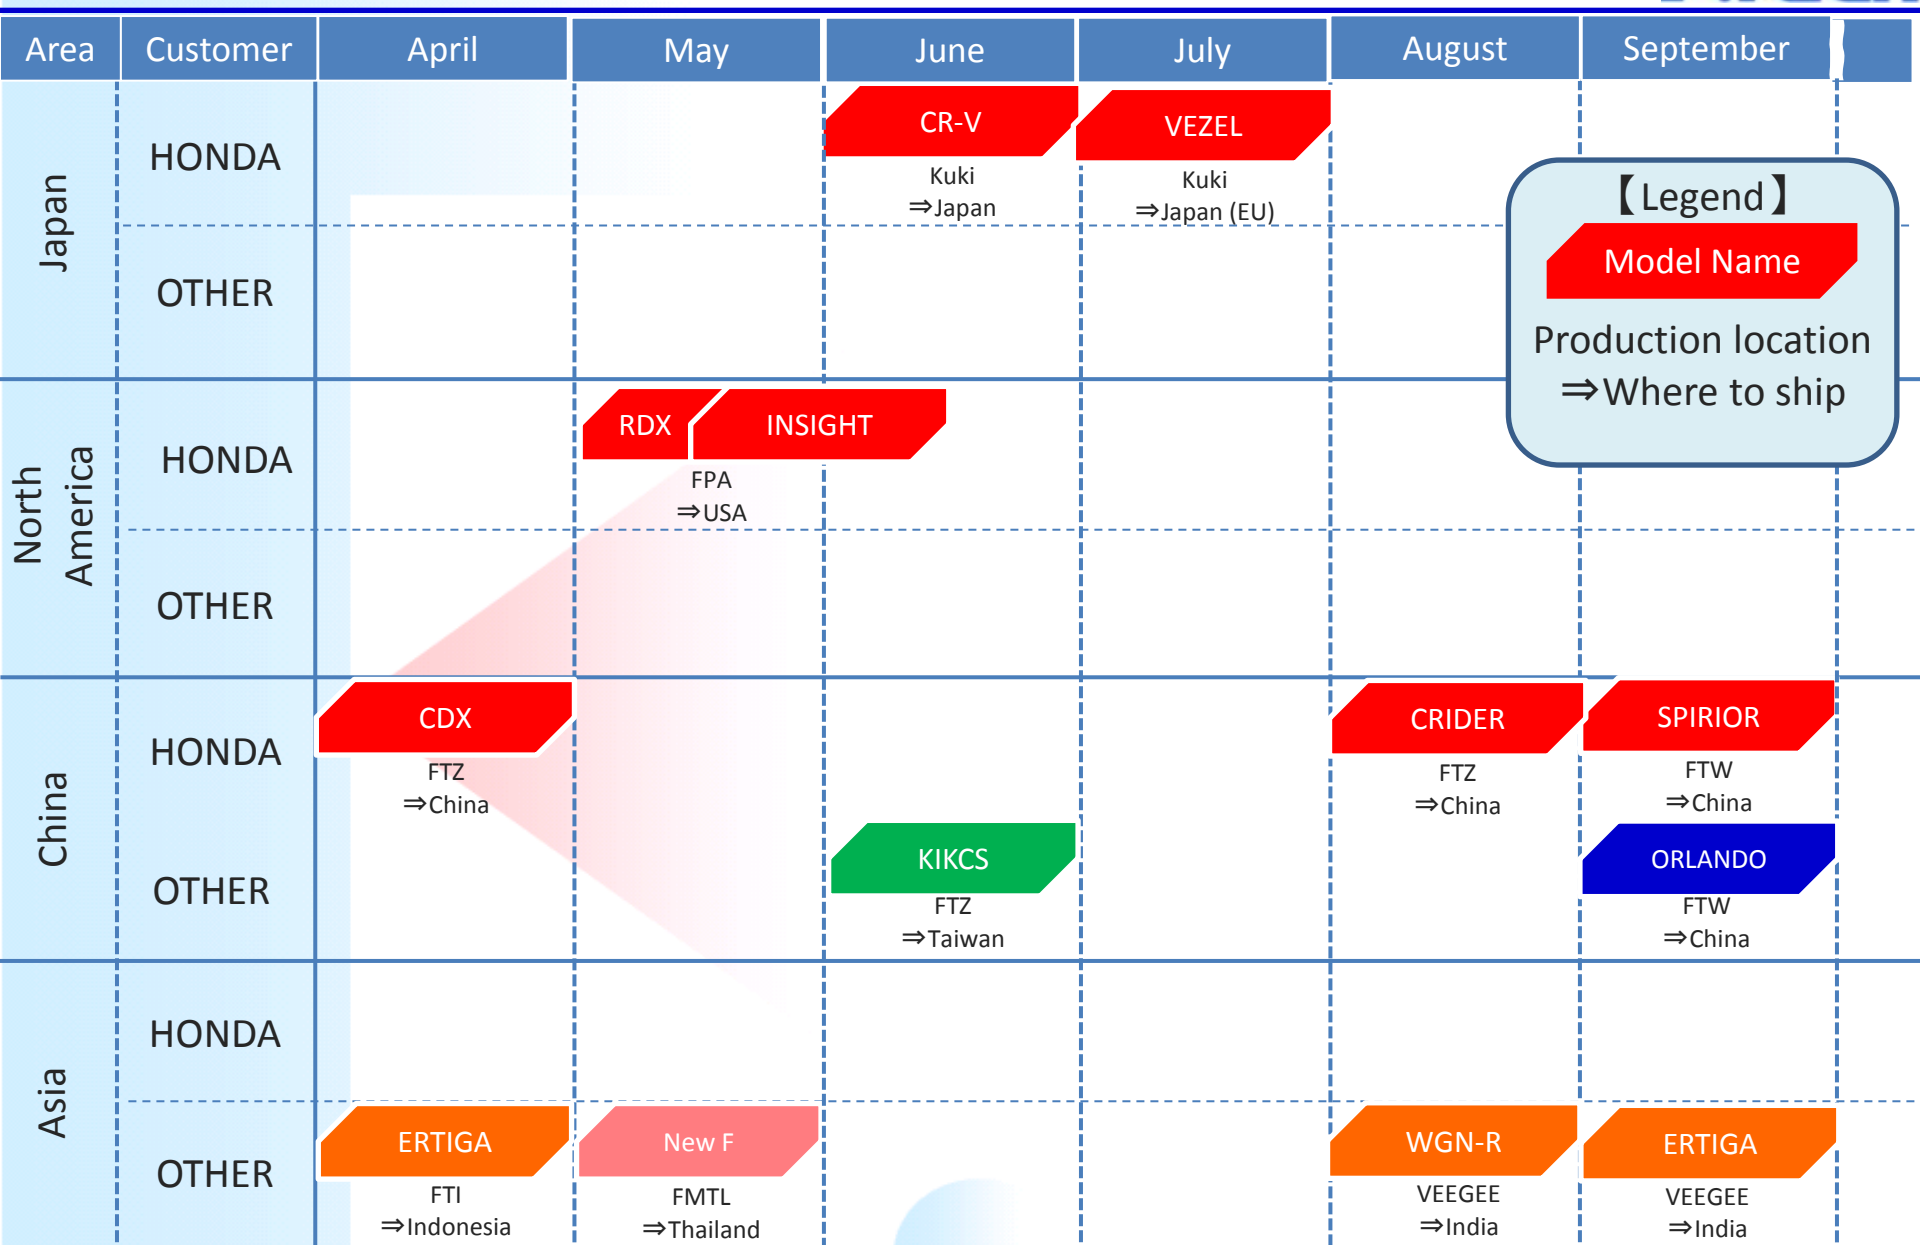 Area Customer April May June July August September
Japan
HONDA
CR-V
Kuki
⇒Japan
VEZEL
Kuki
⇒Japan (EU)
OTHER
【Legend】
Model Name
Production location
⇒Where to ship
North
America
HONDA
RDX
INSIGHT
FPA
⇒USA
OTHER
China
HONDA
CDX
FTZ
⇒China
CRIDER
FTZ
⇒China
SPIRIOR
FTW
⇒China
OTHER
KIKCS
FTZ
⇒Taiwan
ORLANDO
FTW
⇒China
Asia
HONDA
OTHER
ERTIGA
FTI
⇒Indonesia
New F
FMTL
⇒Thailand
WGN-R
VEEGEE
⇒India
ERTIGA
VEEGEE
⇒India